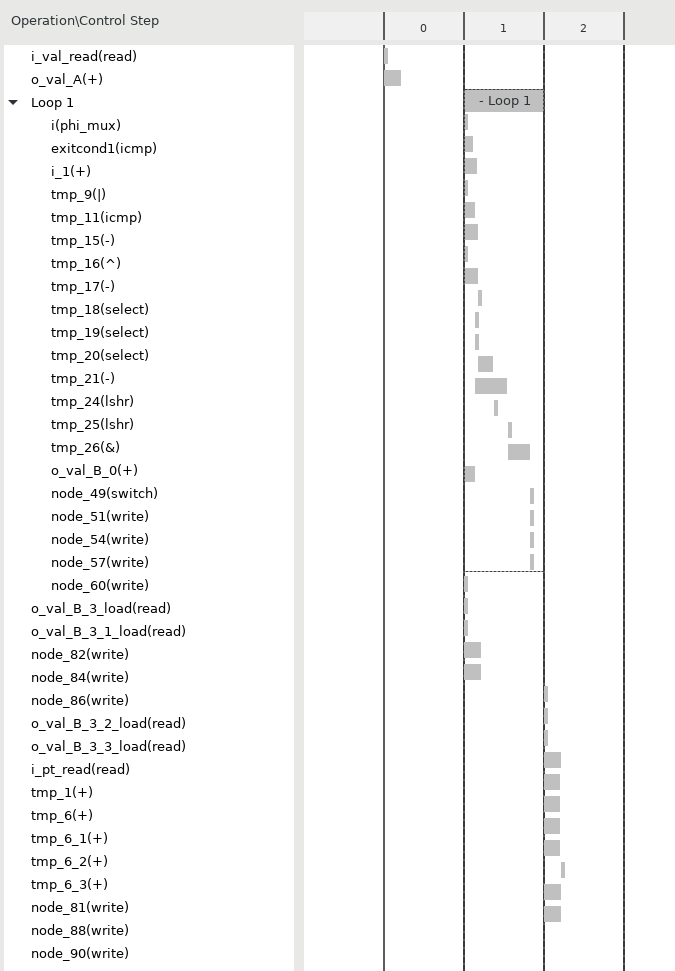 Operation\Control Step
0 1 2
i_val_read(read)
o_val_A(+)
Loop 1
- Loop 1
i(phi_mux)
exitcond1(icmp)
i_1(+)
tmp_9(|)
tmp_11(icmp)
tmp_15(-)
tmp_16(^)
tmp_17(-)
tmp_18(select)
tmp_19(select)
tmp_20(select)
tmp_21(-)
tmp_24(lshr)
tmp_25(lshr)
tmp_26(&)
o_val_B_0(+)
node_49(switch)
node_51(write)
node_54(write)
node_57(write)
node_60(write)
o_val_B_3_load(read)
o_val_B_3_1_load(read)
node_82(write)
node_84(write)
node_86(write)
o_val_B_3_2_load(read)
o_val_B_3_3_load(read)
i_pt_read(read)
tmp_1(+)
tmp_6(+)
tmp_6_1(+)
tmp_6_2(+)
tmp_6_3(+)
node_81(write)
node_88(write)
node_90(write)